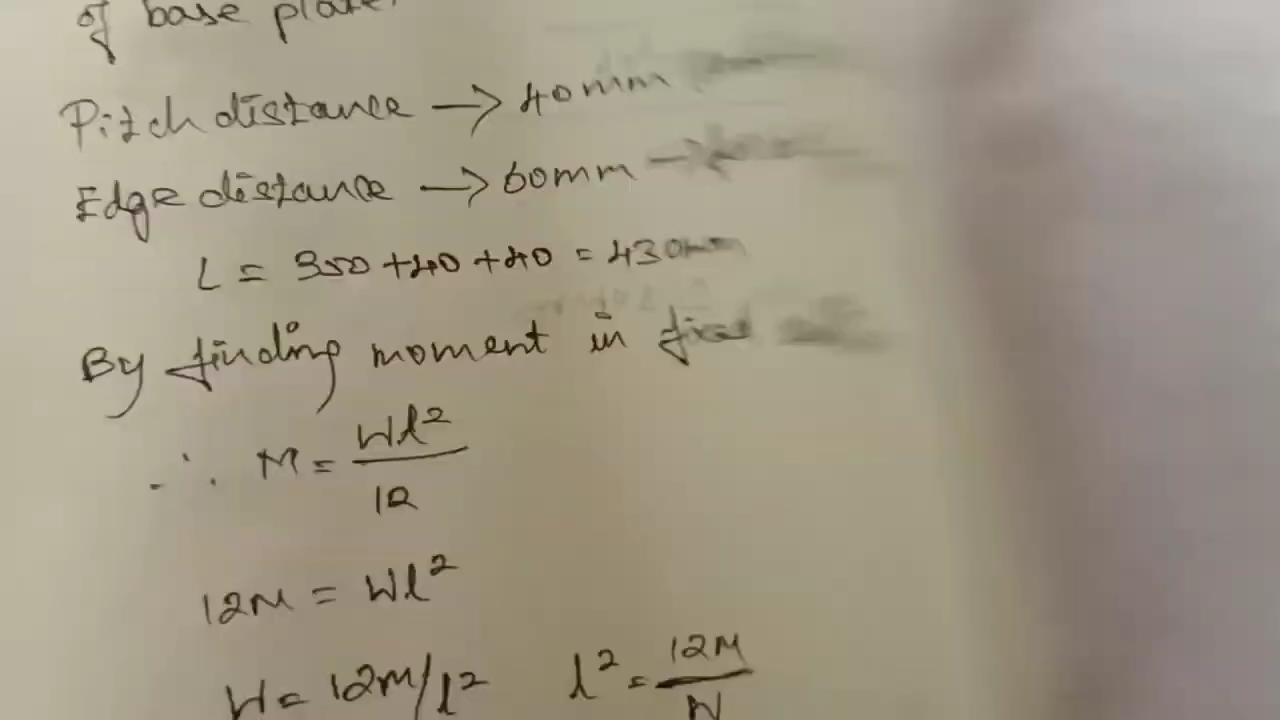 of base plate.
Pitch distance → 40mm
Edge distance → 60mm →
L = 350 +40 +40 = 430mm
By finding moment in fixed
∴ M = Wl²/12
12M = Wl²
W = 12M/l² l² = 12M/W